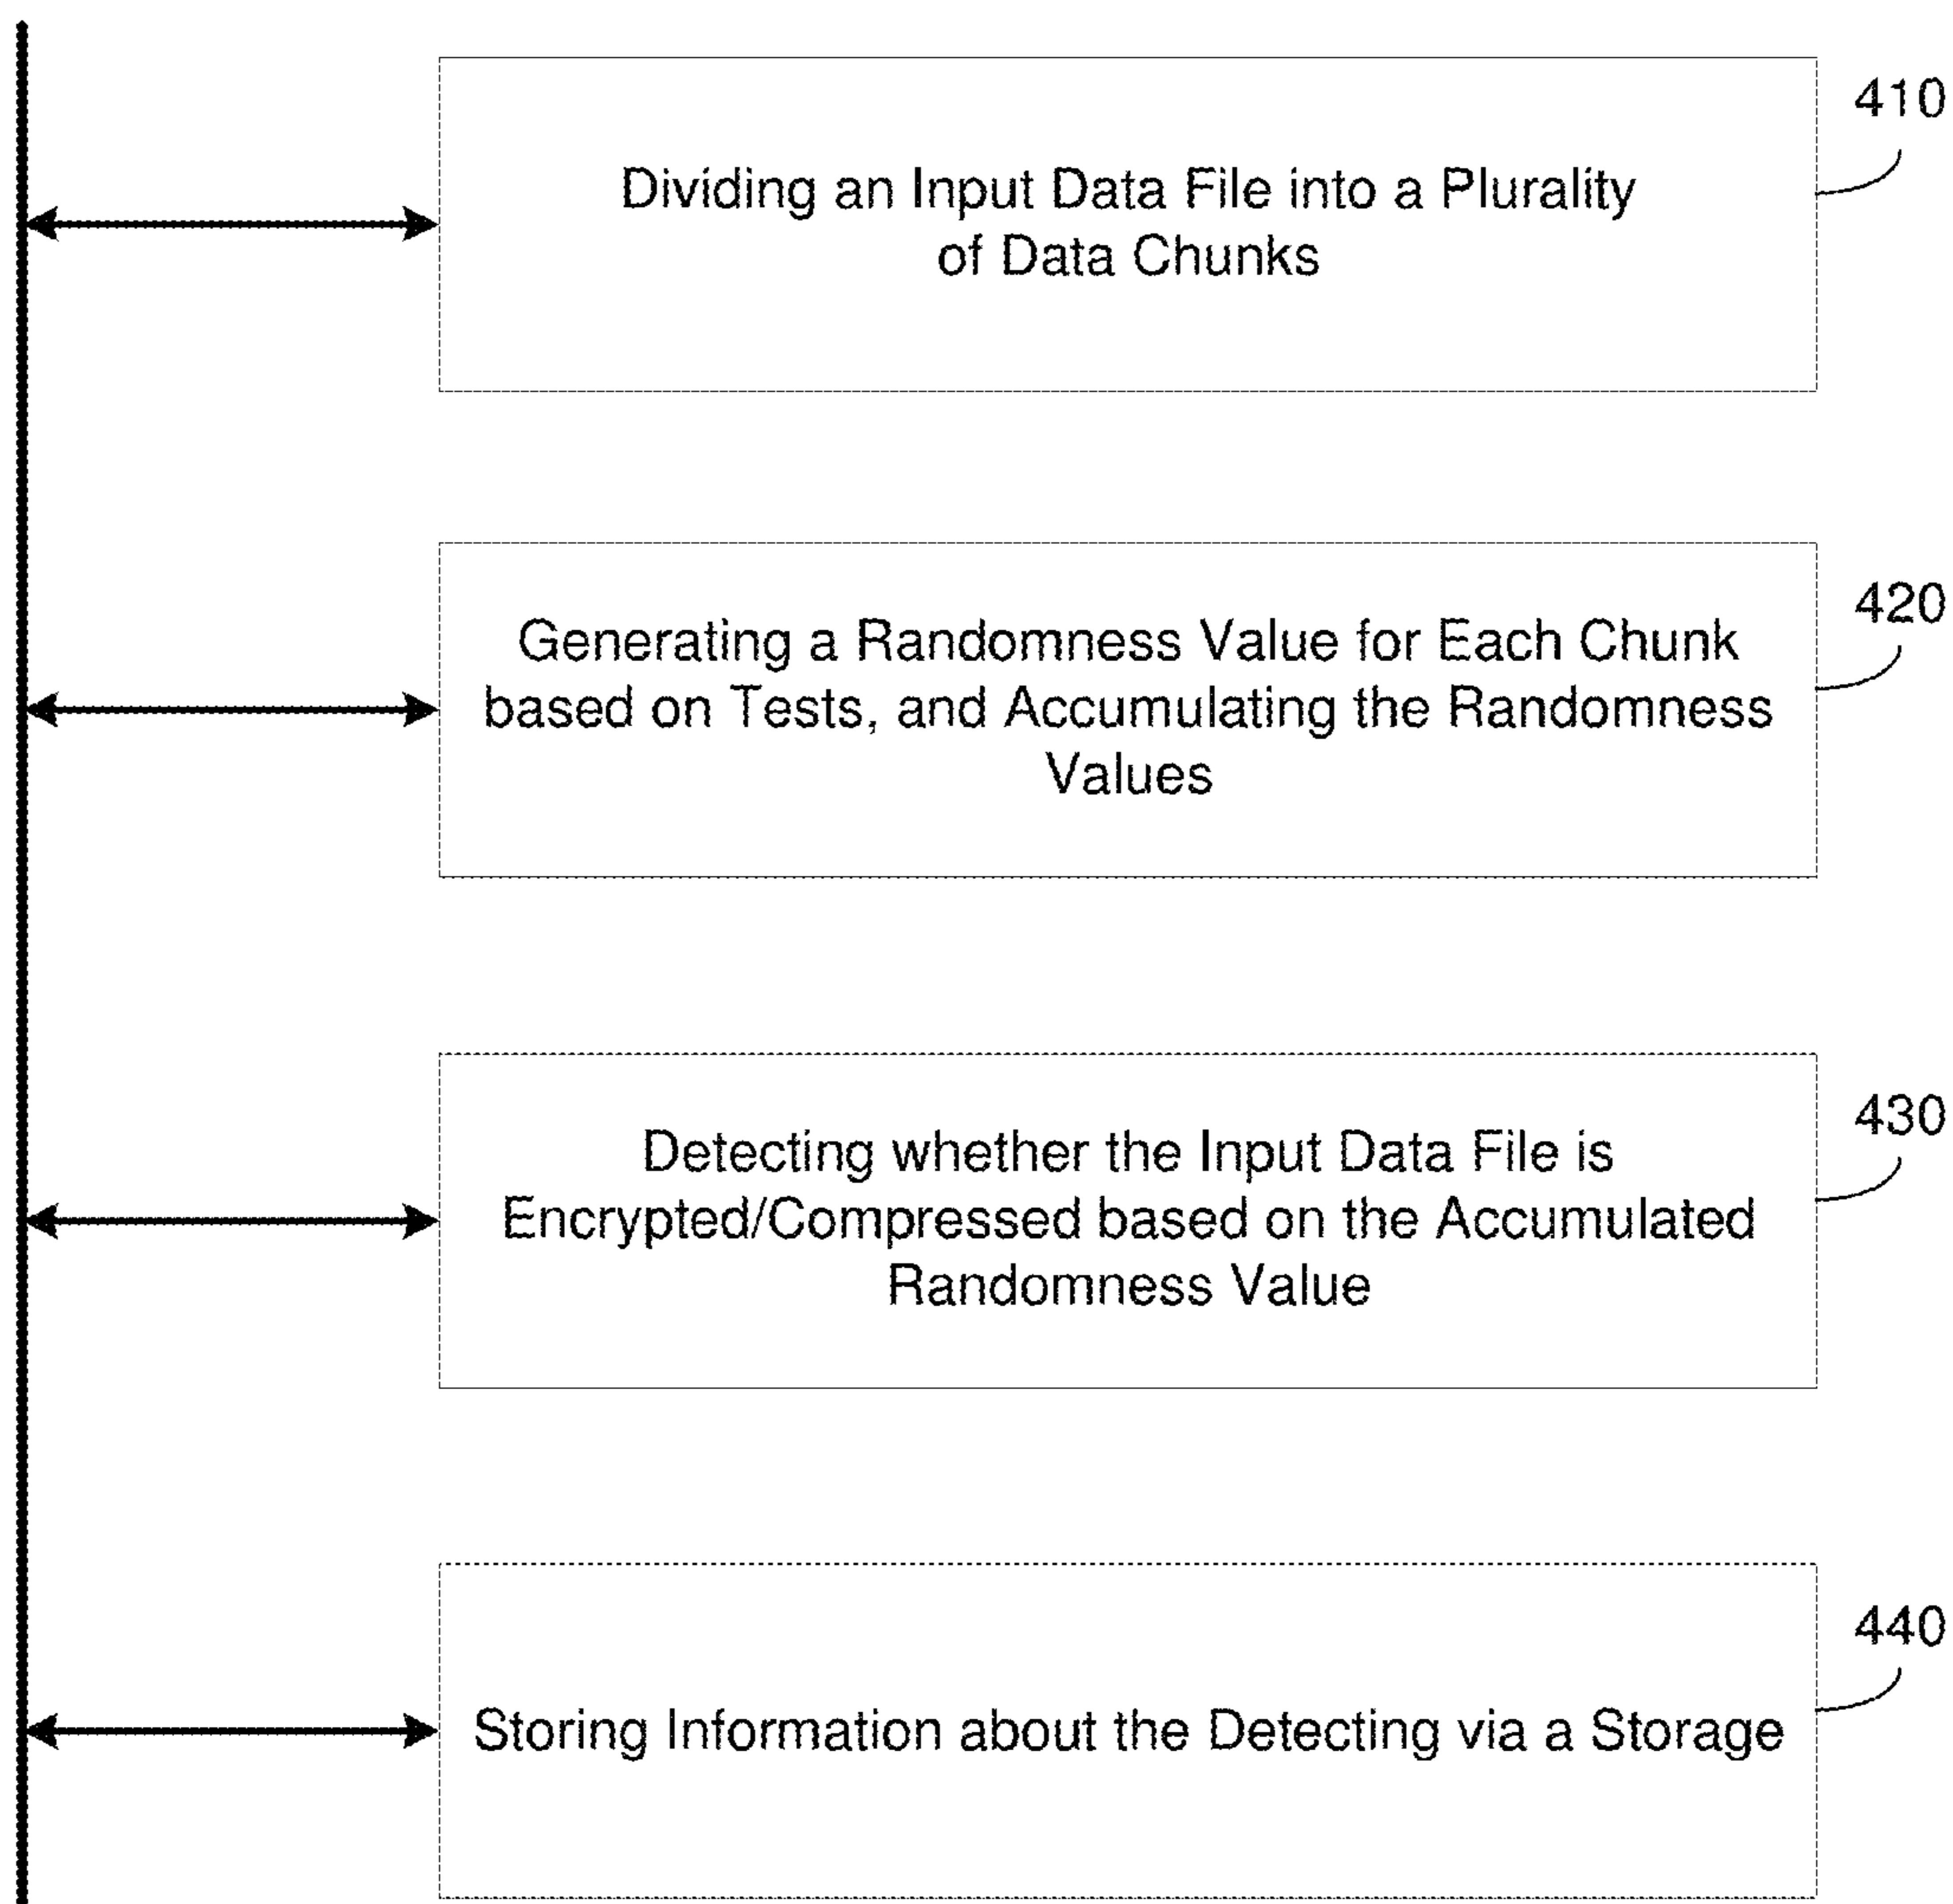 410
Dividing an Input Data File into a Plurality
of Data Chunks
420
Generating a Randomness Value for Each Chunk
based on Tests, and Accumulating the Randomness
Values
430
Detecting whether the Input Data File is
Encrypted/Compressed based on the Accumulated
Randomness Value
440
Storing Information about the Detecting via a Storage